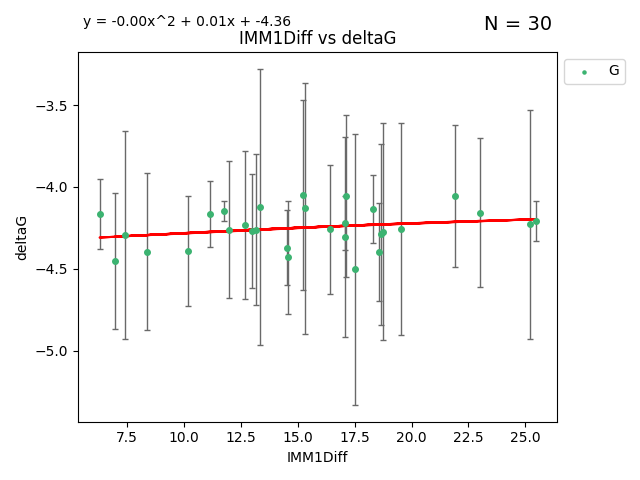 y = -0.00x^2 + 0.01x + -4.36
N = 30
IMM1Diff vs deltaG
G
−3.5
−4.0
−4.5
−5.0
deltaG
7.5 10.0 12.5 15.0 17.5 20.0 22.5 25.0
IMM1Diff